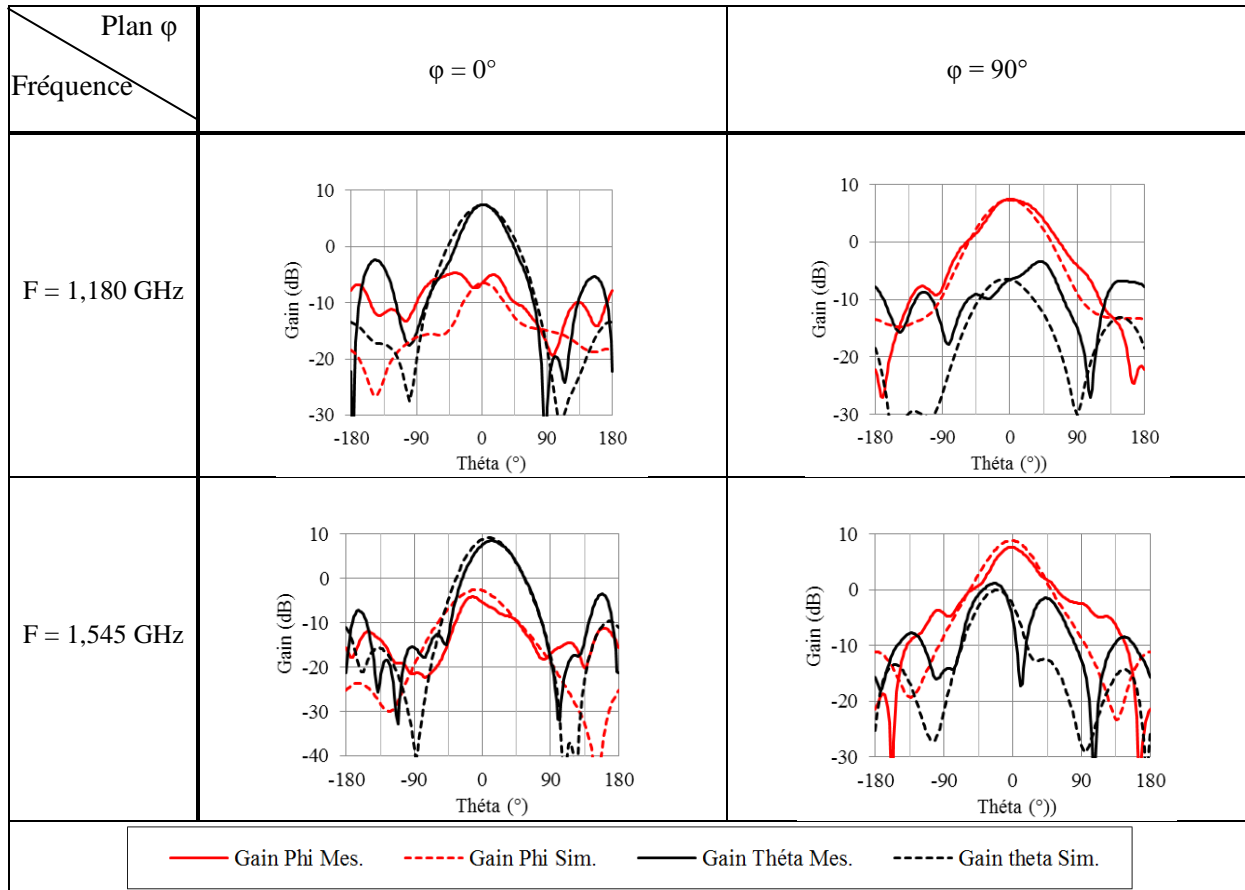 Plan φ
Fréquence
φ = 0°
φ = 90°
F = 1,180 GHz
Gain (dB)
10
0
-10
-20
-30
-180 -90 0 90 180
Théta (°)
Gain (dB)
10
0
-10
-20
-30
-180 -90 0 90 180
Théta (°))
F = 1,545 GHz
Gain (dB)
10
0
-10
-20
-30
-40
-180 -90 0 90 180
Théta (°)
Gain (dB)
10
0
-10
-20
-30
-180 -90 0 90 180
Théta (°))
Gain Phi Mes. Gain Phi Sim. Gain Théta Mes. Gain theta Sim.